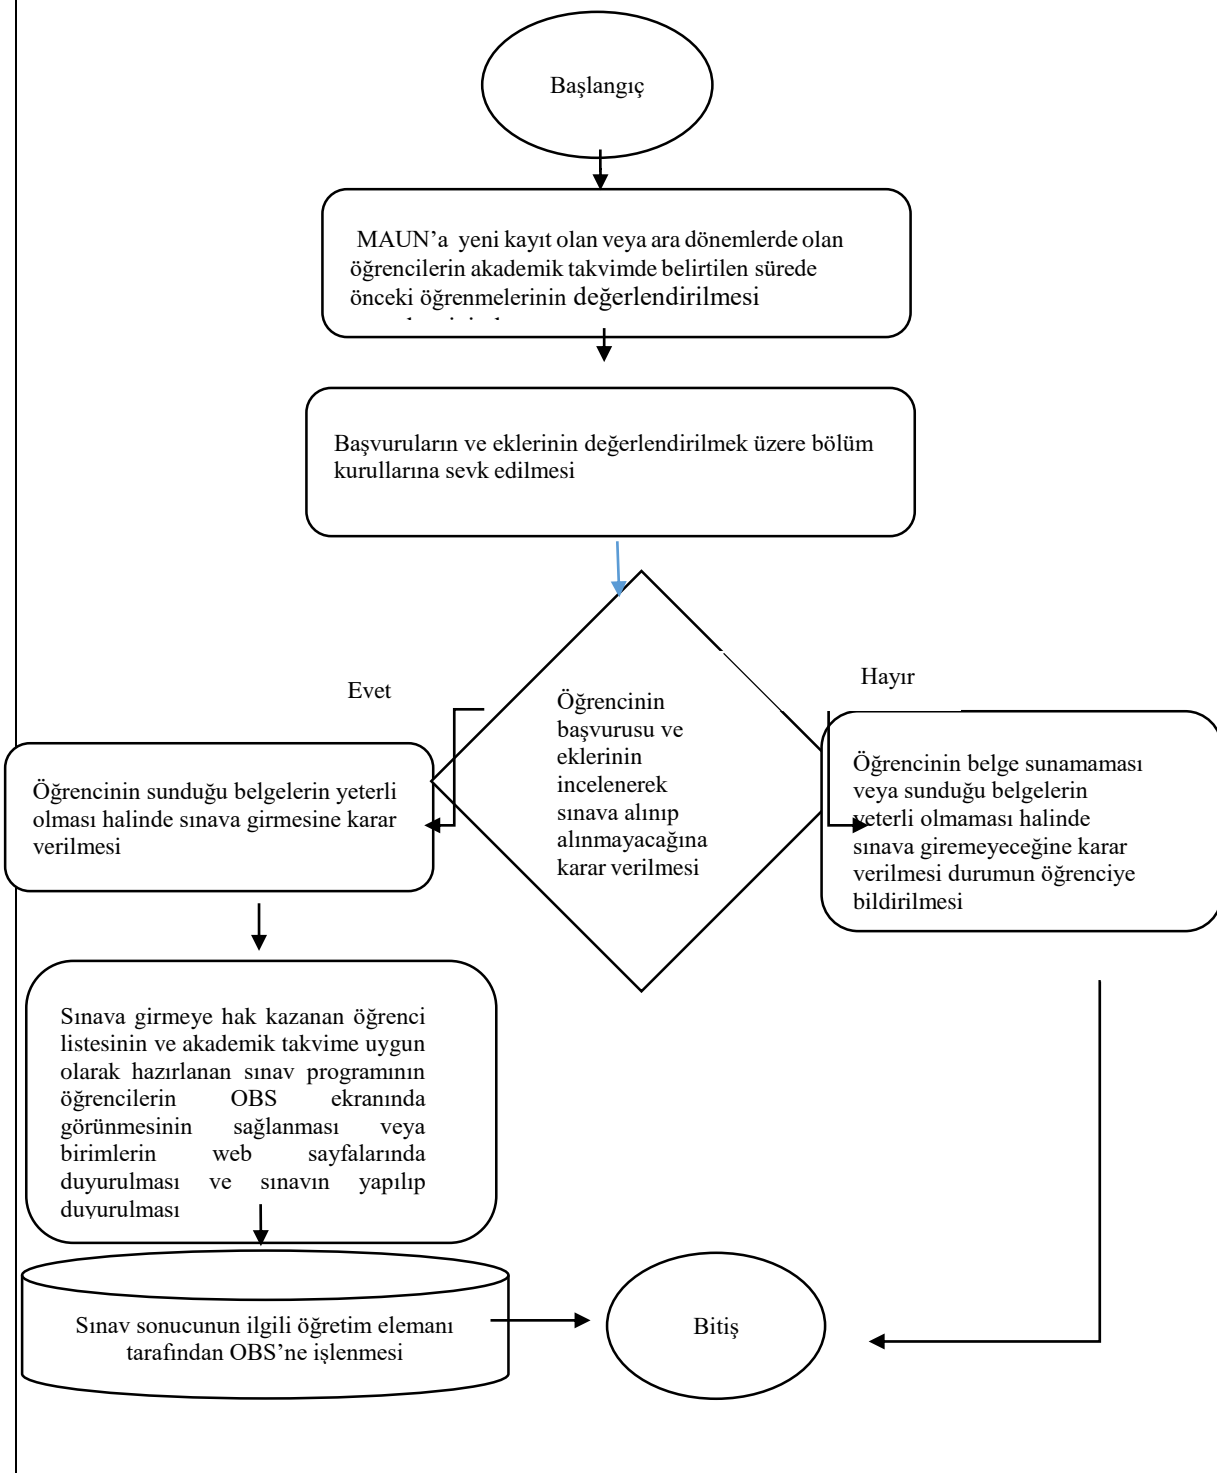 Başlangıç
MAUN’a yeni kayıt olan veya ara dönemlerde olan
öğrencilerin akademik takvimde belirtilen sürede
önceki öğrenmelerinin değerlendirilmesi
Başvuruların ve eklerinin değerlendirilmek üzere bölüm
kurullarına sevk edilmesi
Evet
Hayır
Öğrencinin
başvurusu ve
eklerinin
incelenerek
sınava alınıp
alınmayacağına
karar verilmesi
Öğrencinin sunduğu belgelerin yeterli
olması halinde sınava girmesine karar
verilmesi
Öğrencinin belge sunamaması
veya sunduğu belgelerin
yeterli olmaması halinde
sınava giremeyeceğine karar
verilmesi durumun öğrenciye
bildirilmesi
Sınava girmeye hak kazanan öğrenci
listesinin ve akademik takvime uygun
olarak hazırlanan sınav programının
öğrencilerin OBS ekranında
görünmesinin sağlanması veya
birimlerin web sayfalarında
duyurulması ve sınavın yapılıp
duyurulması
Sınav sonucunun ilgili öğretim elemanı
tarafından OBS’ne işlenmesi
Bitiş